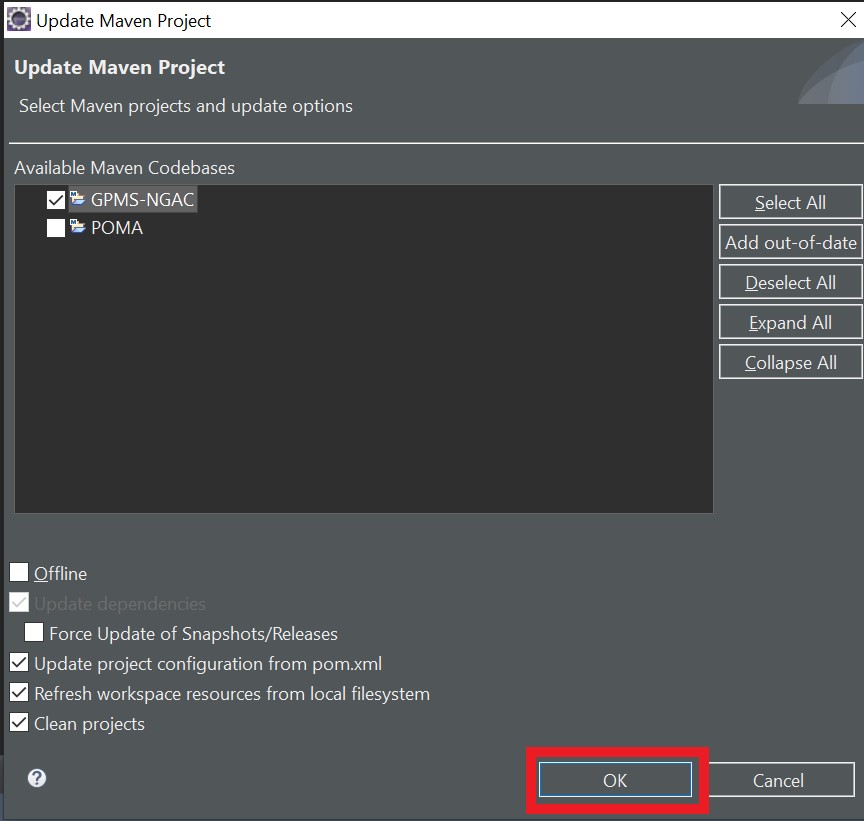 Update Maven Project
Update Maven Project
Select Maven projects and update options
Available Maven Codebases
GPMS-NGAC
POMA
Select All
Add out-of-date
Deselect All
Expand All
Collapse All
Offline
Update dependencies
Force Update of Snapshots/Releases
Update project configuration from pom.xml
Refresh workspace resources from local filesystem
Clean projects
OK
Cancel